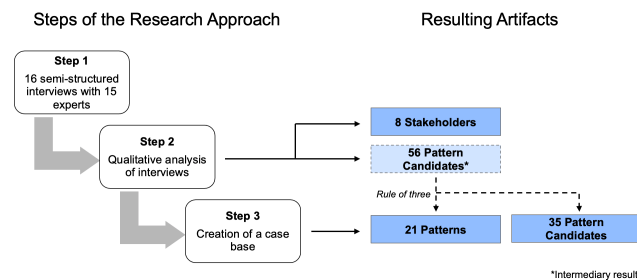 Steps of the Research Approach
Resulting Artifacts
Step 1
16 semi-structured
interviews with 15
experts
Step 2
Qualitative analysis
of interviews
Step 3
Creation of a case
base
8 Stakeholders
56 Pattern
Candidates*
Rule of three
21 Patterns
35 Pattern
Candidates
*Intermediary result